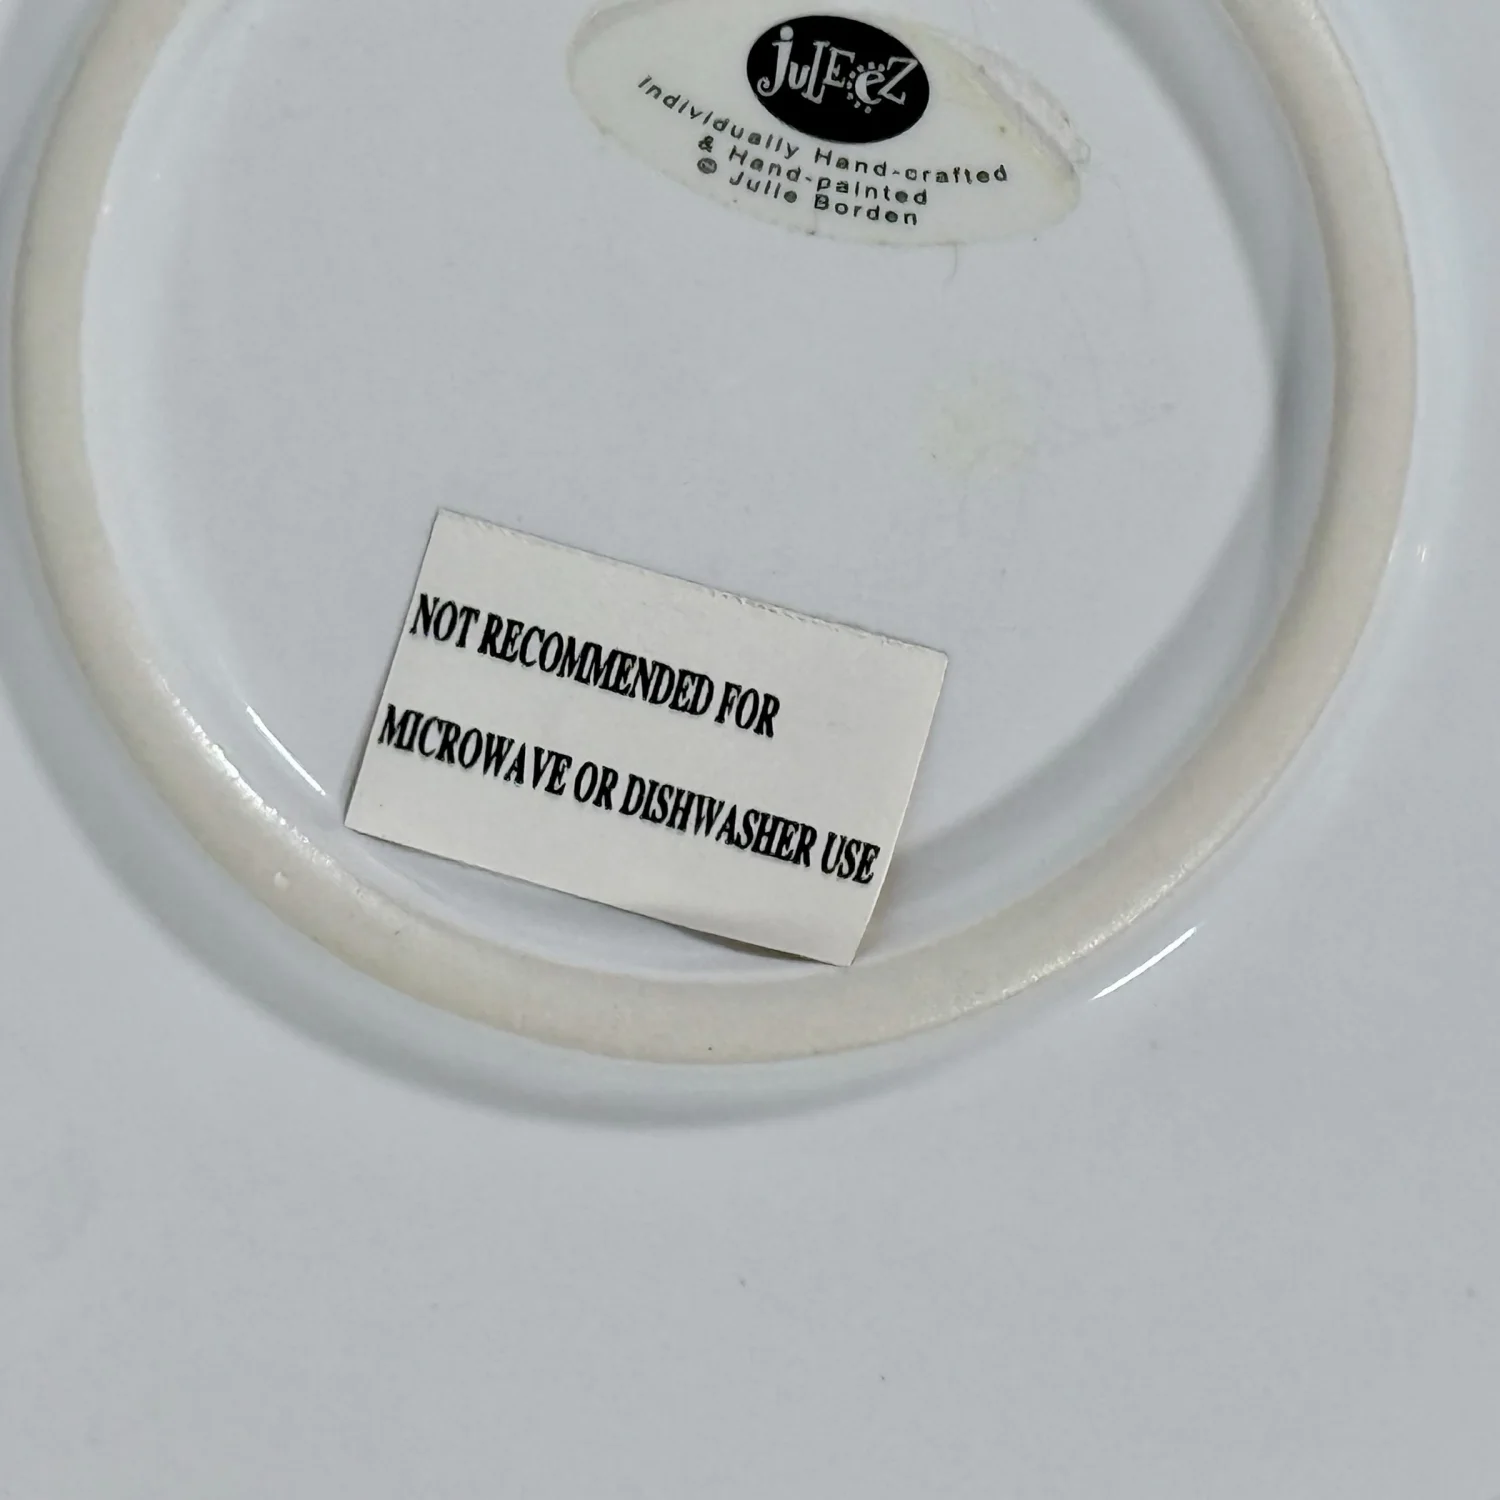 juLEeZ
Individually Hand-crafted
& Hand-painted
© Julie Borden
NOT RECOMMENDED FOR
MICROWAVE OR DISHWASHER USE